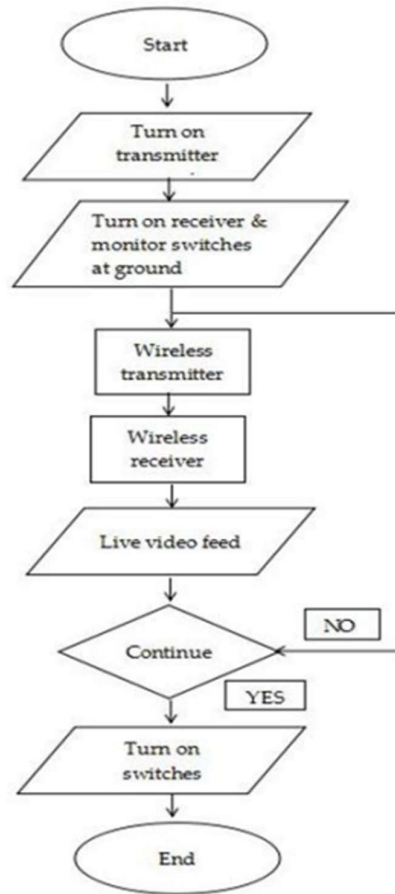 Start
Turn on
transmitter
Turn on receiver &
monitor switches
at ground
Wireless
transmitter
Wireless
receiver
Live video feed
Continue
NO
YES
Turn on
switches
End